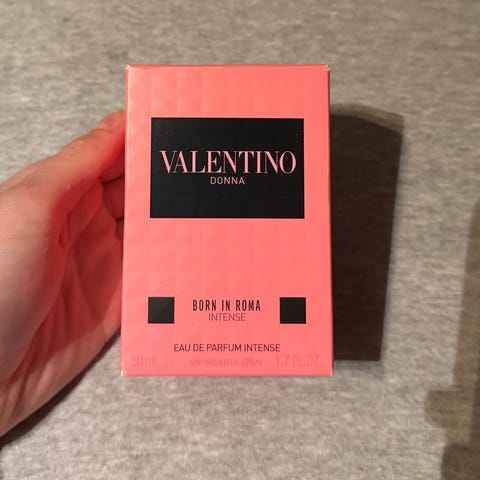 VALENTINO
DONNA
BORN IN ROMA
INTENSE
EAU DE PARFUM INTENSE
50 ml VAPORISATEUR SPRAY 1.7 FL.OZ.